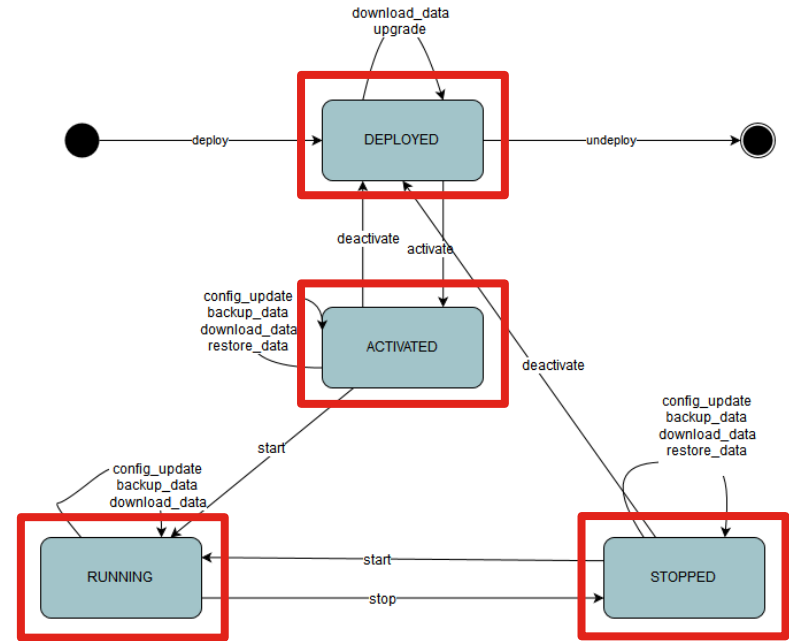 download_data
upgrade
deploy
DEPLOYED
undeploy
deactivate
activate
config_update
backup_data
download_data
restore_data
ACTIVATED
deactivate
config_update
backup_data
download_data
restore_data
start
config_update
backup_data
download_data
RUNNING
start
stop
STOPPED